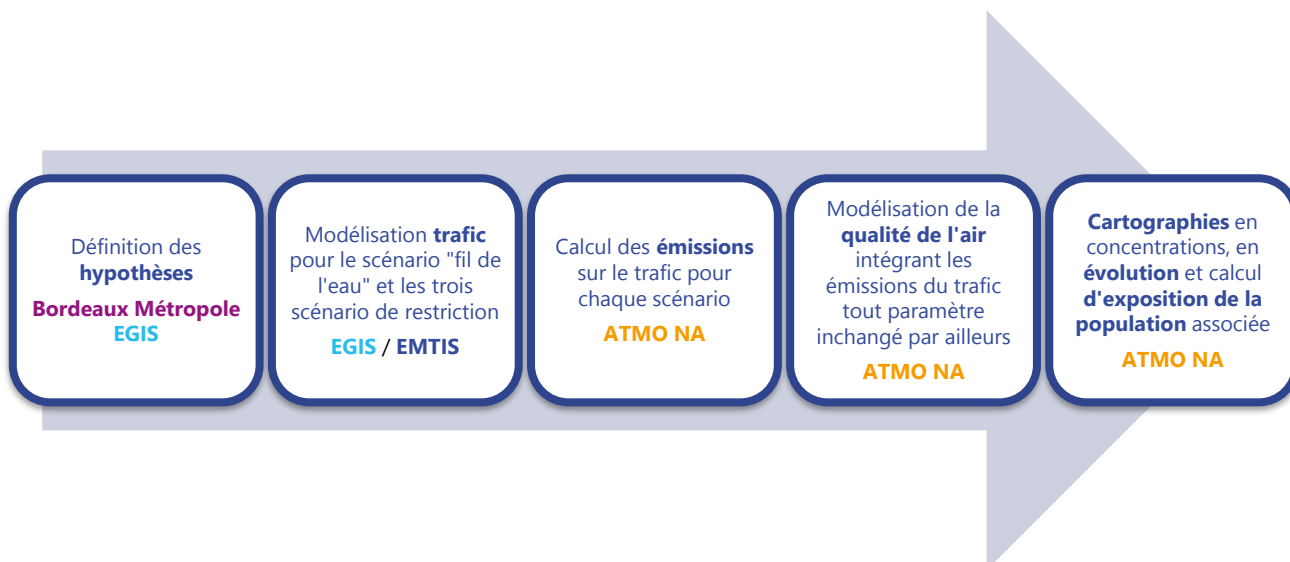 Définition des
hypothèses
Bordeaux Métropole
EGIS
Modélisation trafic
pour le scénario "fil de
l'eau" et les trois
scénario de restriction
EGIS / EMTIS
Calcul des émissions
sur le trafic pour
chaque scénario
ATMO NA
Modélisation de la
qualité de l'air
intégrant les
émissions du trafic
tout paramètre
inchangé par ailleurs
ATMO NA
Cartographies en
concentrations, en
évolution et calcul
d'exposition de la
population associée
ATMO NA